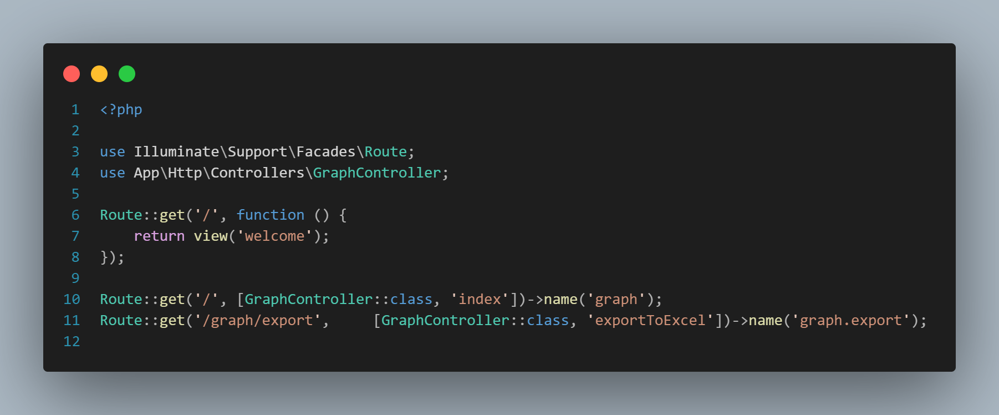 1 <?php
2
3 use Illuminate\Support\Facades\Route;
4 use App\Http\Controllers\GraphController;
5
6 Route::get('/', function () {
7     return view('welcome');
8 });
9
10 Route::get('/', [GraphController::class, 'index'])->name('graph');
11 Route::get('/graph/export',     [GraphController::class, 'exportToExcel'])->name('graph.export');
12